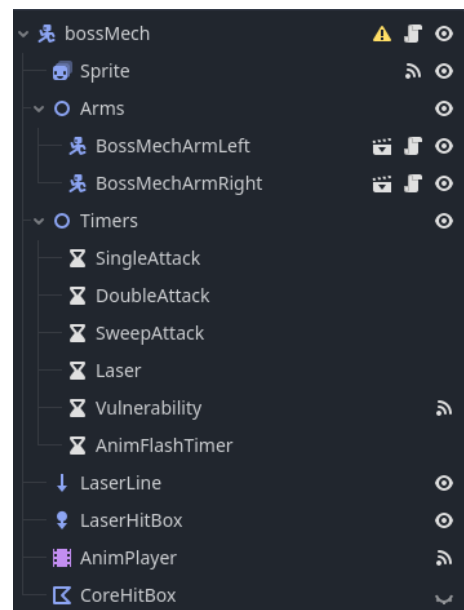 bossMech
Sprite
Arms
BossMechArmLeft
BossMechArmRight
Timers
SingleAttack
DoubleAttack
SweepAttack
Laser
Vulnerability
AnimFlashTimer
LaserLine
LaserHitBox
AnimPlayer
CoreHitBox